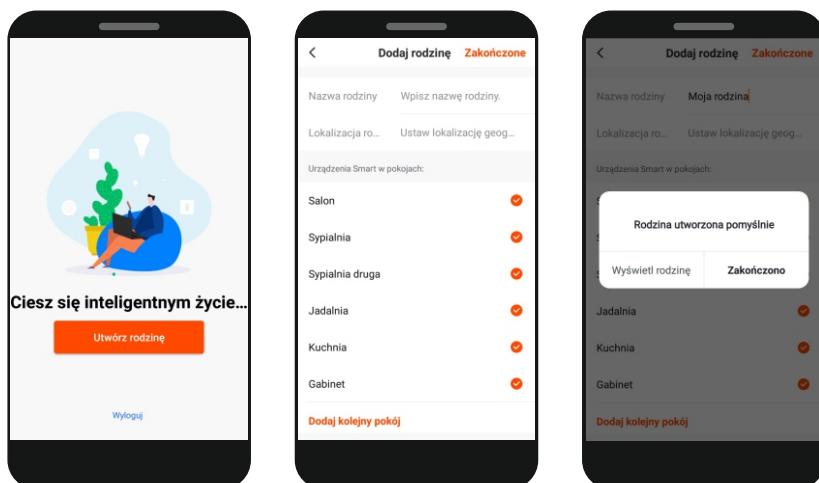 Ciesz się inteligentnym życie...
Utwórz rodzinę
Wyloguj
Dodaj rodzinę Zakończone
Nazwa rodziny Wpisz nazwę rodziny.
Lokalizacja ro... Ustaw lokalizację geog...
Urządzenia Smart w pokojach:
Salon
Sypialnia
Sypialnia druga
Jadalnia
Kuchnia
Gabinet
Dodaj kolejny pokój
Dodaj rodzinę Zakończone
Nazwa rodziny Moja rodzina
Lokalizacja ro... Ustaw lokalizację geog...
Urządzenia Smart w pokojach:
Rodzina utworzona pomyślnie
Wyświetl rodzinę Zakończono
Jadalnia
Kuchnia
Gabinet
Dodaj kolejny pokój